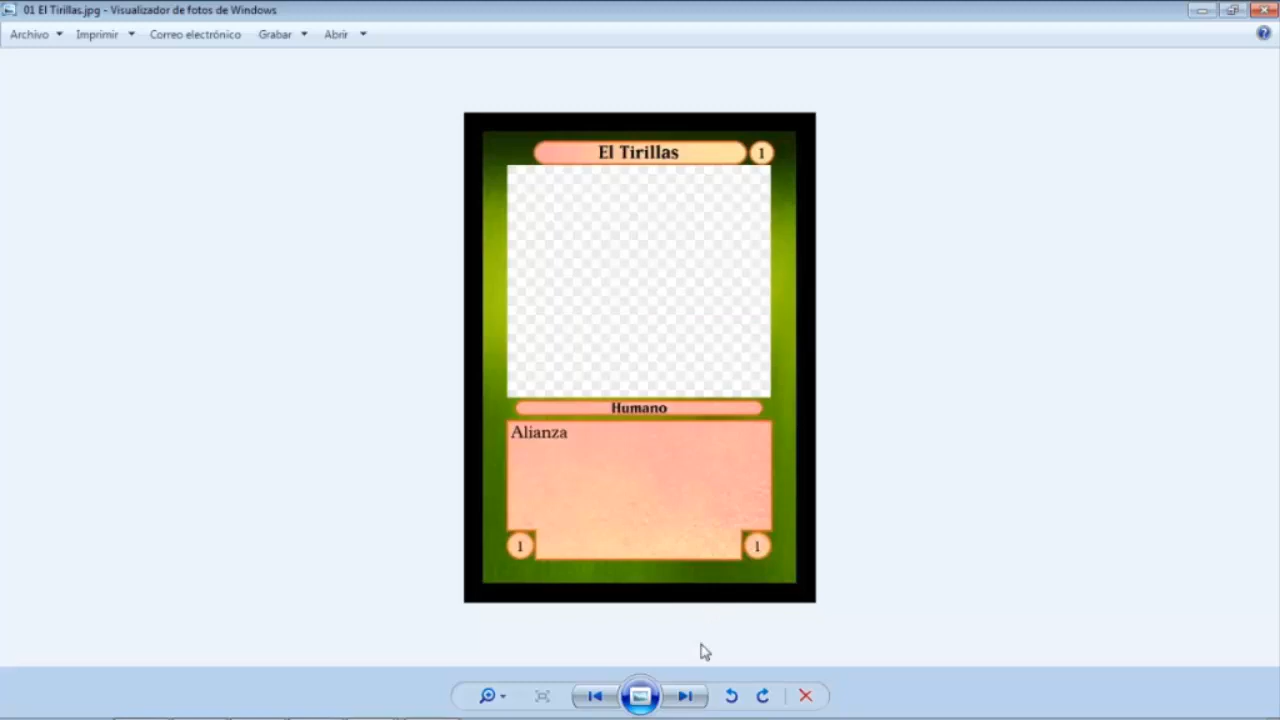 01 El Tirillas.jpg - Visualizador de fotos de Windows
Archivo Imprimir Correo electrónico Grabar Abrir
El Tirillas 1
Humano
Alianza
1 1